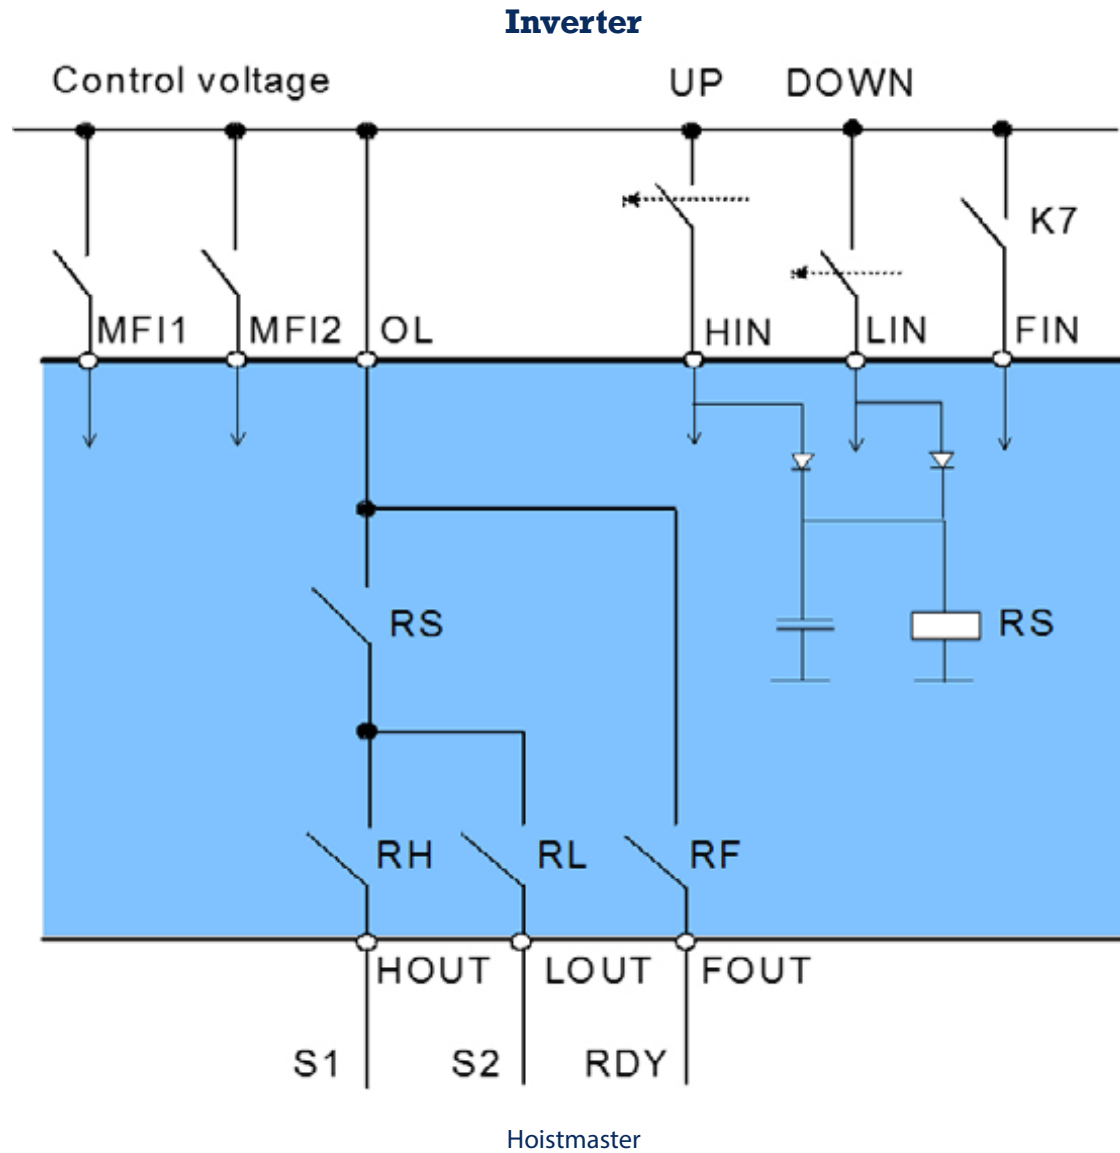 Inverter
Control voltage UP DOWN
K7
MFI1 MFI2 OL HIN LIN FIN
RS RS
RH RL RF
HOUT LOUT FOUT
S1 S2 RDY
Hoistmaster